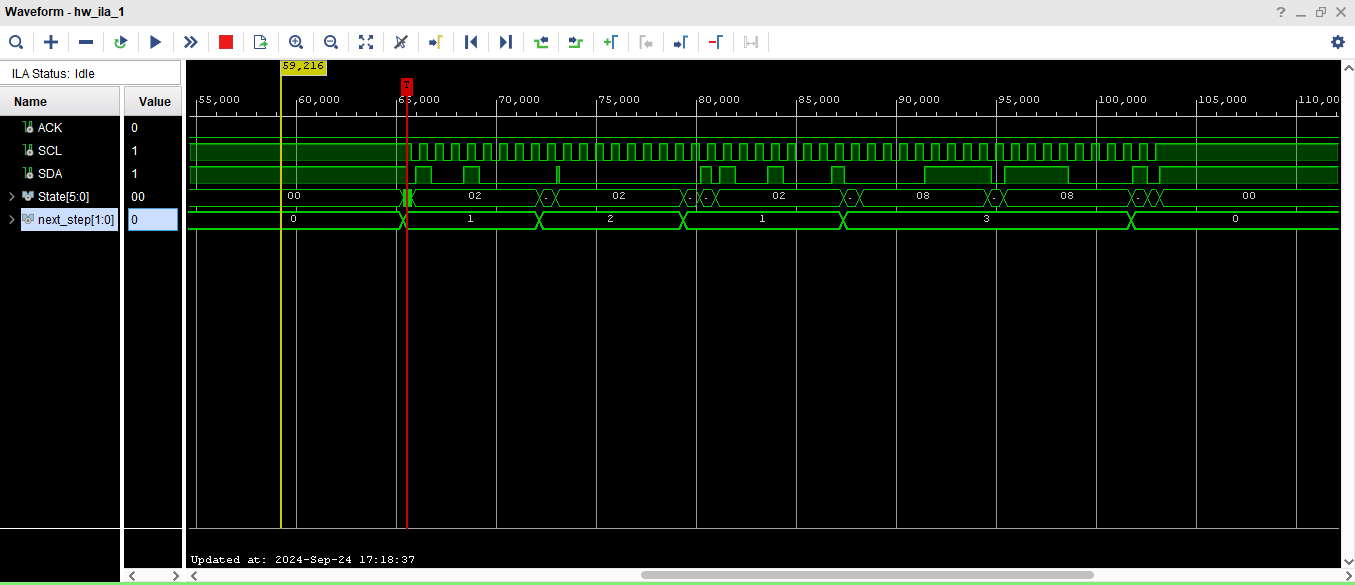 Waveform - hw_ila_1
ILA Status: Idle
Name Value
ACK 0
SCL 1
SDA 1
State[5:0] 00
next_step[1:0] 0
59,216
T
55,000 60,000 65,000 70,000 75,000 80,000 85,000 90,000 95,000 100,000 105,000 110,00
00 02 02 02 08 08 00
0 1 2 1 3 0
Updated at: 2024-Sep-24 17:18:37